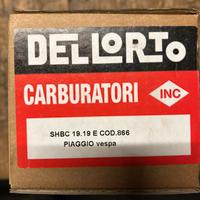 DELLORTO
CARBURATORI
INC
SHBC 19.19 E COD.866
PIAGGIO vespa